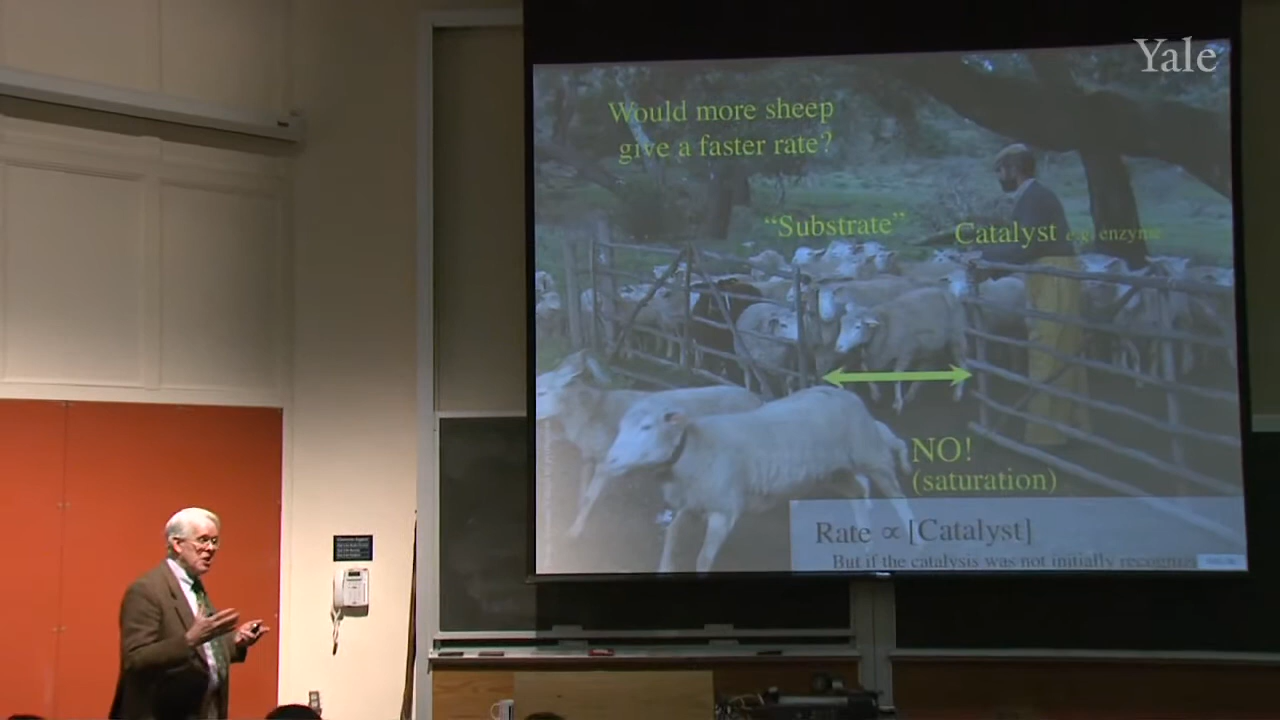 Yale
Would more sheep
give a faster rate?
“Substrate”
Catalyst e.g. enzyme
NO!
(saturation)
Rate ∝ [Catalyst]
But if the catalysis was not initially